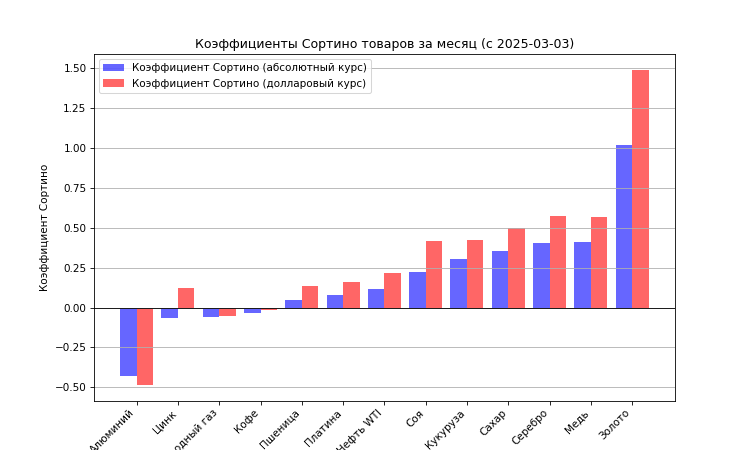 Коэффициенты Сортино товаров за месяц (с 2025-03-03)
Коэффициент Сортино (абсолютный курс)
Коэффициент Сортино (долларовый курс)
Коэффициент Сортино
1.50
1.25
1.00
0.75
0.50
0.25
0.00
−0.25
−0.50
Алюминий
Цинк
одный газ
Кофе
Пшеница
Платина
Нефть WTI
Соя
Кукуруза
Сахар
Серебро
Медь
Золото